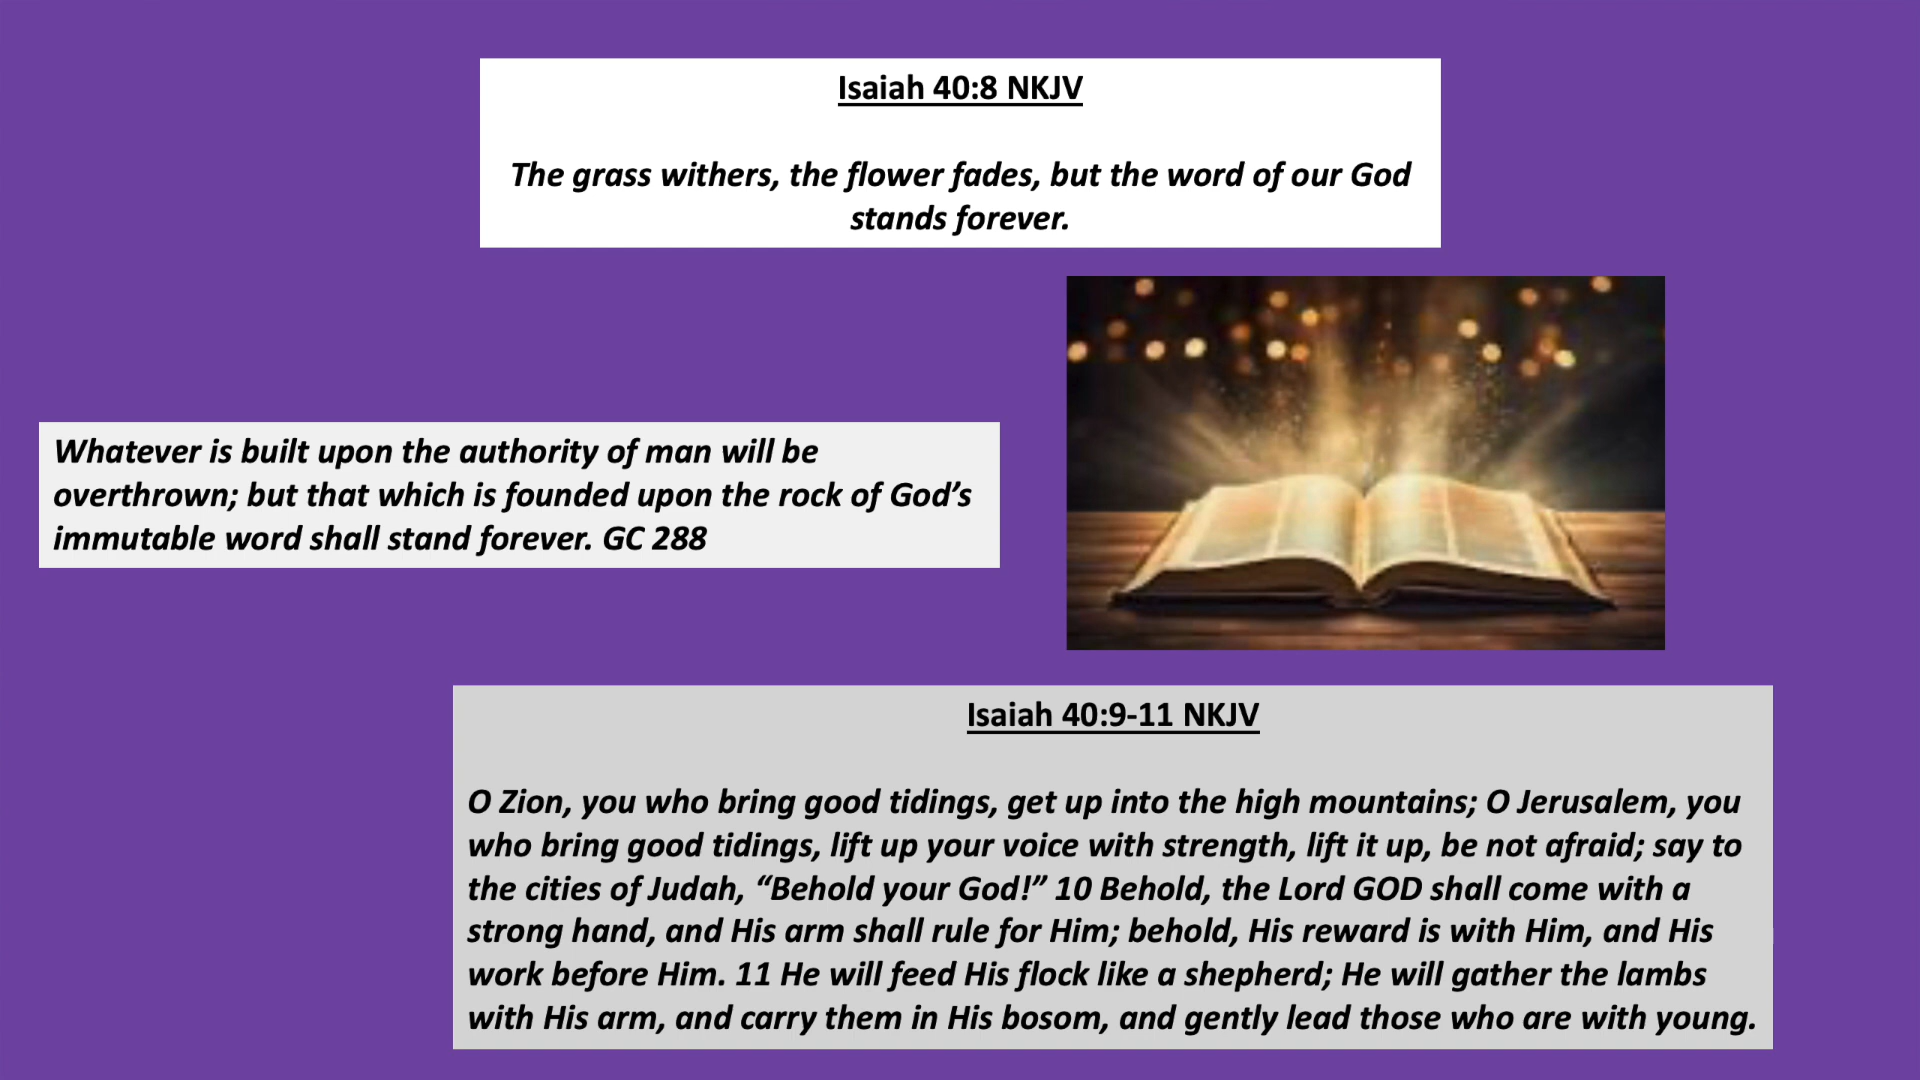 Isaiah 40:8 NKJV
The grass withers, the flower fades, but the word of our God
stands forever.
Whatever is built upon the authority of man will be
overthrown; but that which is founded upon the rock of God’s
immutable word shall stand forever. GC 288
Isaiah 40:9-11 NKJV
O Zion, you who bring good tidings, get up into the high mountains; O Jerusalem, you
who bring good tidings, lift up your voice with strength, lift it up, be not afraid; say to
the cities of Judah, “Behold your God!” 10 Behold, the Lord GOD shall come with a
strong hand, and His arm shall rule for Him; behold, His reward is with Him, and His
work before Him. 11 He will feed His flock like a shepherd; He will gather the lambs
with His arm, and carry them in His bosom, and gently lead those who are with young.